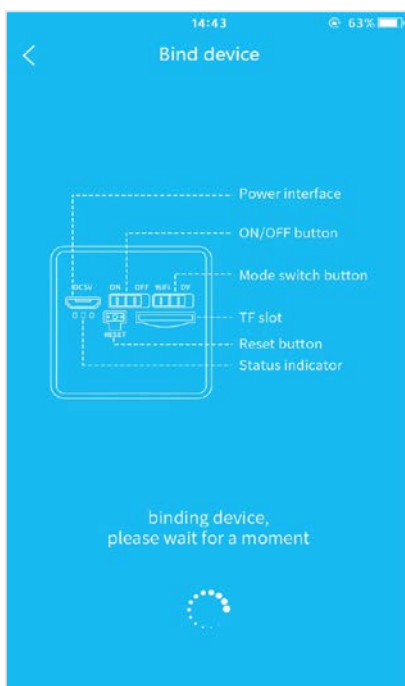 14:43
63%
Bind device
Power interface
ON/OFF button
DC5V
ON OFF WiFi DV
Mode switch button
TF slot
RESET
Reset button
Status indicator
binding device,
please wait for a moment